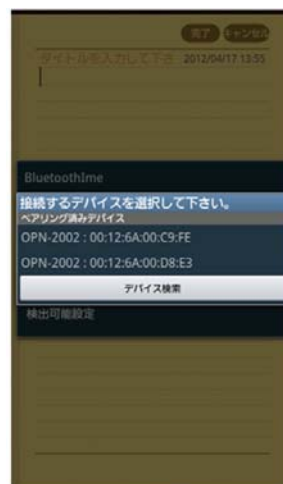 完了 キャンセル
タイトルを入力して下さ 2012/04/17 13:55
BluetoothIme
接続するデバイスを選択して下さい。
ペアリング済みデバイス
OPN-2002 : 00:12:6A:00:C9:FE
OPN-2002 : 00:12:6A:00:D8:E3
デバイス検索
検出可能設定